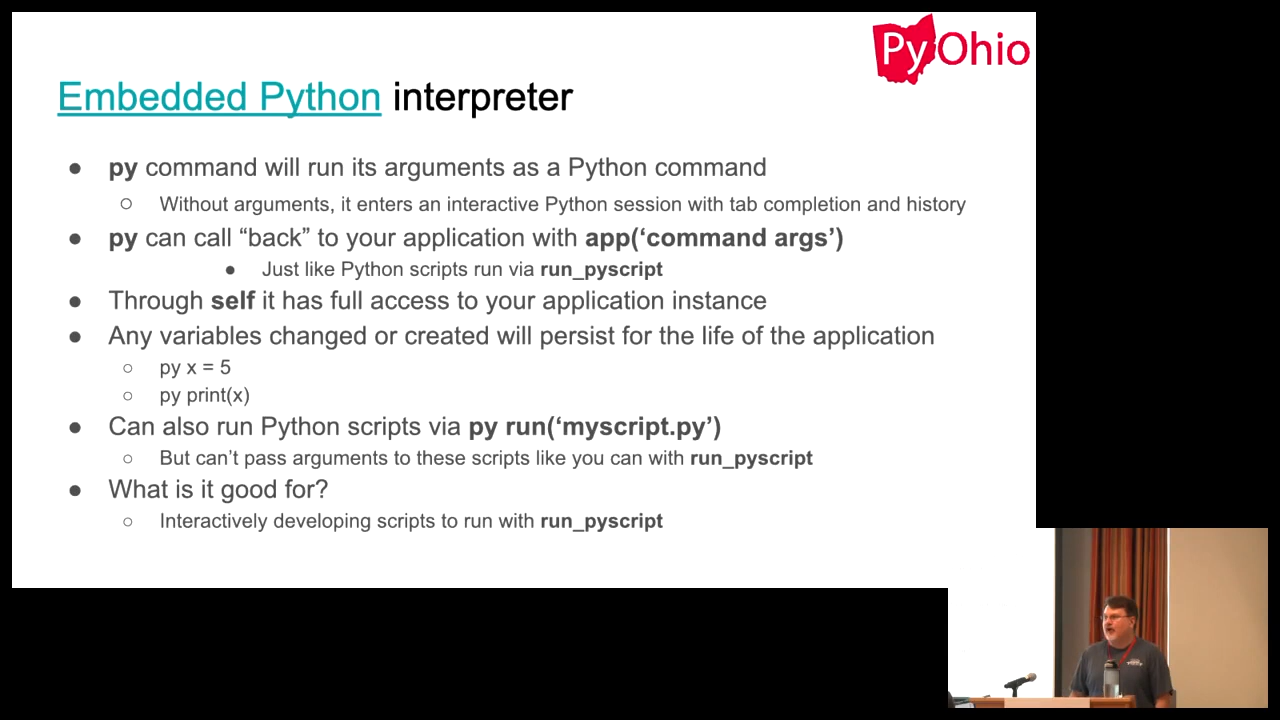 PyOhio
Embedded Python interpreter
● py command will run its arguments as a Python command
○ Without arguments, it enters an interactive Python session with tab completion and history
● py can call “back” to your application with app(‘command args’)
● Just like Python scripts run via run_pyscript
● Through self it has full access to your application instance
● Any variables changed or created will persist for the life of the application
○ py x = 5
○ py print(x)
● Can also run Python scripts via py run(‘myscript.py’)
○ But can’t pass arguments to these scripts like you can with run_pyscript
● What is it good for?
○ Interactively developing scripts to run with run_pyscript